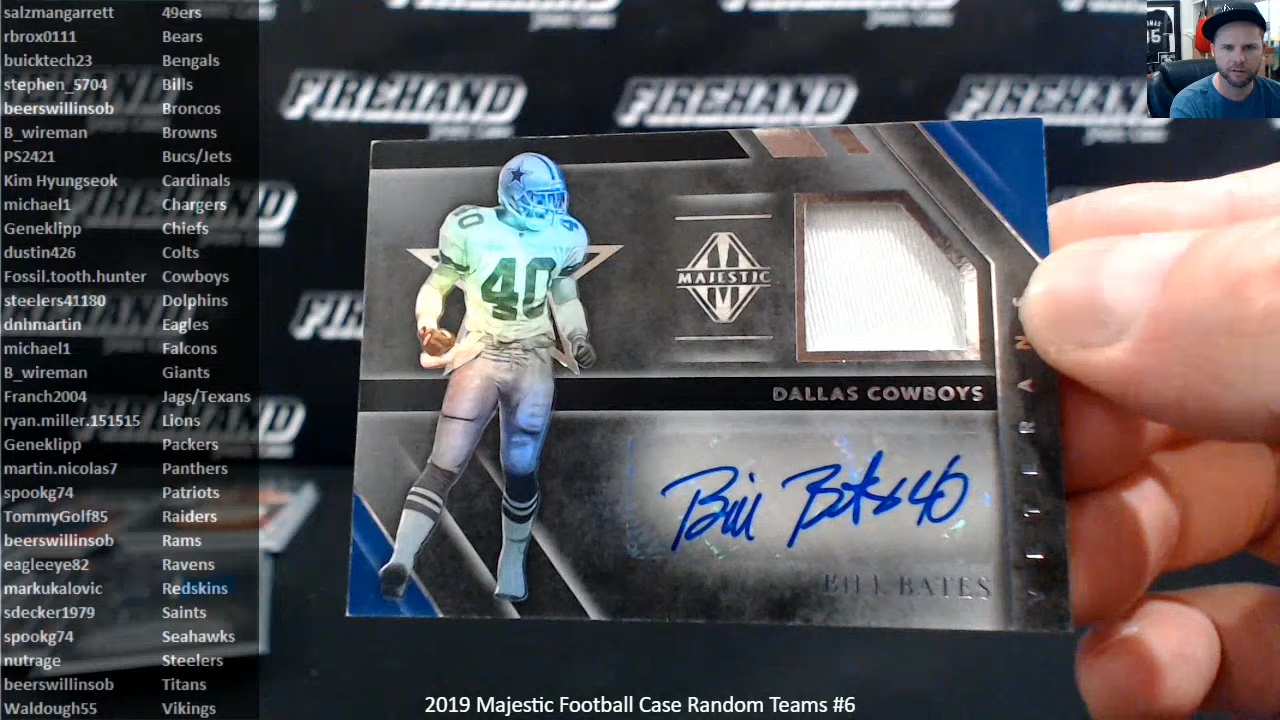 salzmangarrett 49ers
rbrox0111 Bears
buicktech23 Bengals
stephen_5704 Bills
beerswillinsob Broncos
B_wireman Browns
PS2421 Bucs/Jets
Kim Hyungseok Cardinals
michael1 Chargers
Geneklipp Chiefs
dustin426 Colts
Fossil.tooth.hunter Cowboys
steelers41180 Dolphins
dnhmartin Eagles
michael1 Falcons
B_wireman Giants
Franch2004 Jags/Texans
ryan.miller.151515 Lions
Geneklipp Packers
martin.nicolas7 Panthers
spookg74 Patriots
TommyGolf85 Raiders
beerswillinsob Rams
eagleeye82 Ravens
markukalovic Redskins
sdecker1979 Saints
spookg74 Seahawks
nutrage Steelers
beerswillinsob Titans
Waldough55 Vikings
FIREHAND FIREHAND FIREHAND
40 40
MAJESTIC
DALLAS COWBOYS
Bill Bates 40
BILL BATES
2019 Majestic Football Case Random Teams #6